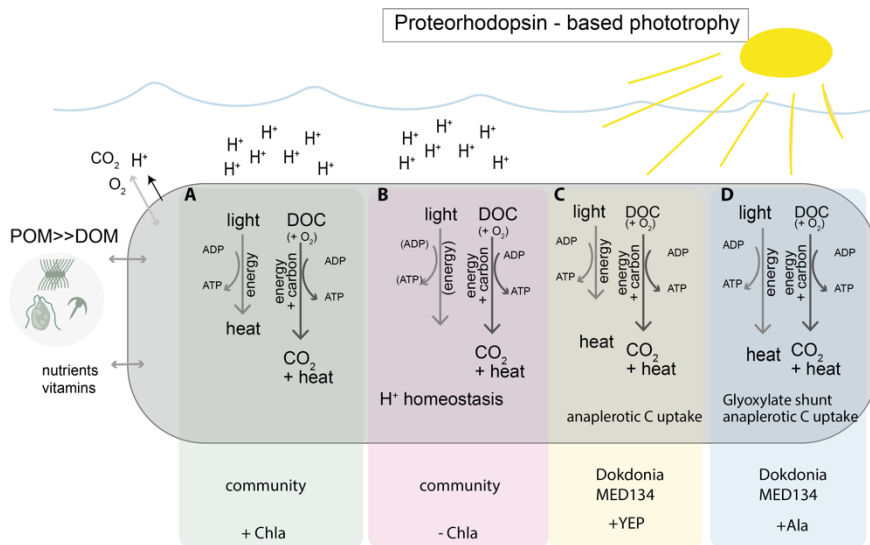 Proteorhodopsin - based phototrophy
H⁺ H⁺ H⁺ H⁺ H⁺ H⁺ H⁺
H⁺ H⁺ H⁺ H⁺ H⁺ H⁺ H⁺
CO₂ H⁺
O₂
POM>>DOM
nutrients
vitamins
A
light
DOC
(+ O₂)
ADP
ATP
energy
heat
energy
+ carbon
ADP
ATP
CO₂
+ heat
community
+ Chla
B
light
DOC
(+ O₂)
(ADP)
(ATP)
(energy)
energy
+ carbon
ADP
ATP
CO₂
+ heat
H⁺ homeostasis
community
- Chla
C
light
DOC
(+ O₂)
ADP
ATP
energy
heat
energy
+ carbon
ADP
ATP
CO₂
+ heat
anaplerotic C uptake
Dokdonia
MED134
+YEP
D
light
DOC
(+ O₂)
ADP
ATP
energy
heat
energy
+ carbon
ADP
ATP
CO₂
+ heat
Glyoxylate shunt
anaplerotic C uptake
Dokdonia
MED134
+Ala